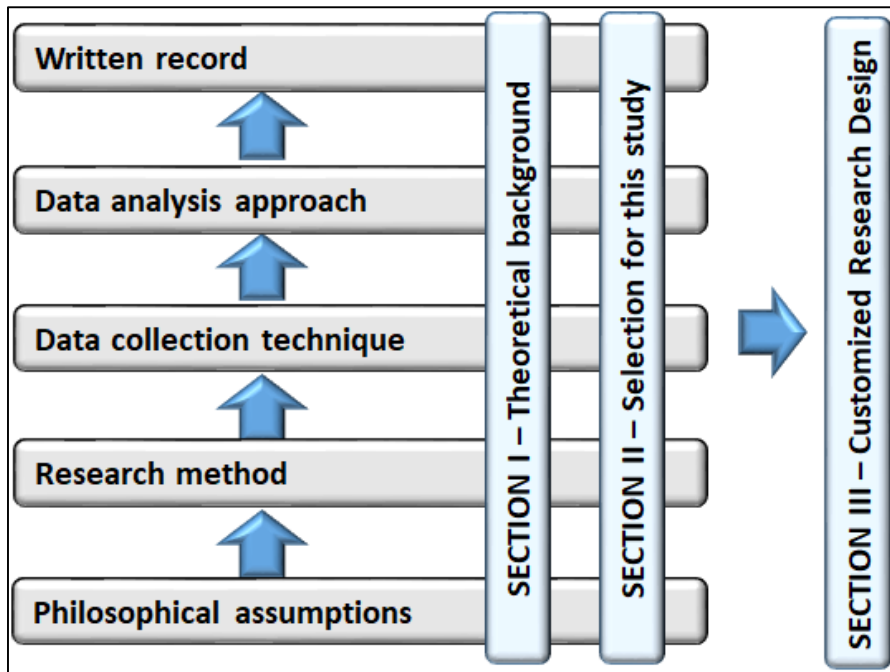 Written record
Data analysis approach
Data collection technique
Research method
Philosophical assumptions
SECTION I – Theoretical background
SECTION II – Selection for this study
SECTION III – Customized Research Design